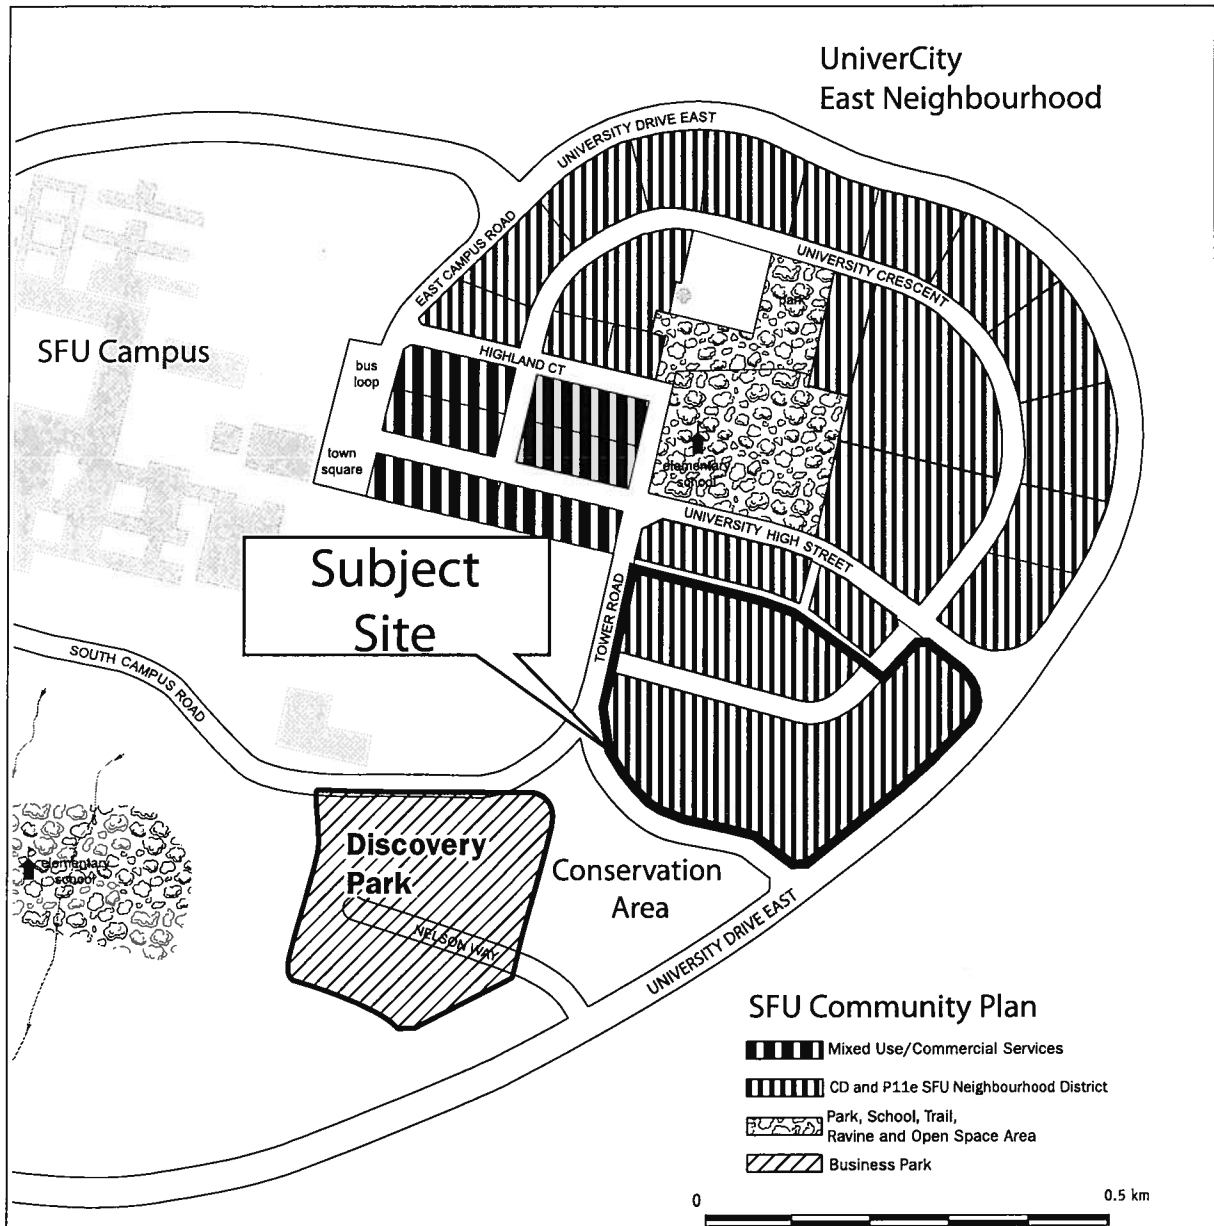 UniverCity
East Neighbourhood
UNIVERSITY DRIVE EAST
EAST CAMPUS ROAD
UNIVERSITY CRESCENT
park
SFU Campus
bus
loop
HIGHLAND CT
town
square
elementary
school
UNIVERSITY HIGH STREET
Subject
Site
TOWER ROAD
SOUTH CAMPUS ROAD
Discovery
Park
elementary
school
Conservation
Area
NELSON WAY
UNIVERSITY DRIVE EAST
SFU Community Plan
Mixed Use/Commercial Services
CD and P11e SFU Neighbourhood District
Park, School, Trail,
Ravine and Open Space Area
Business Park
0
0.5 km